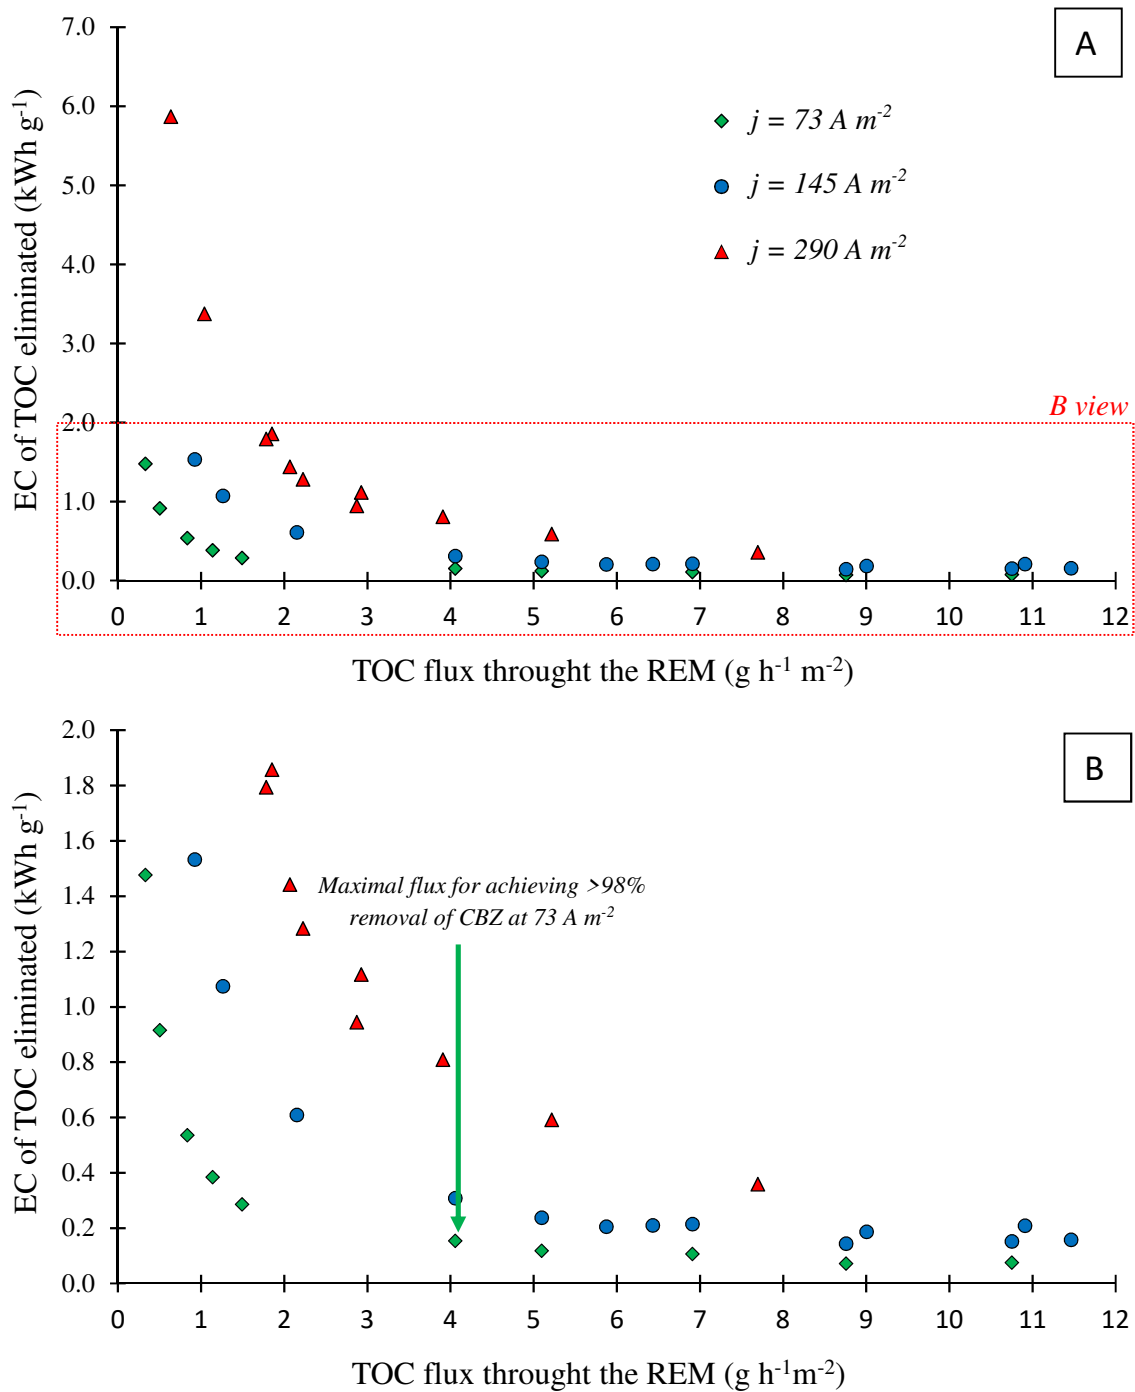 A
7.0
6.0
5.0
4.0
3.0
2.0
1.0
0.0
EC of TOC eliminated (kWh g⁻¹)
j = 73 A m⁻²
j = 145 A m⁻²
j = 290 A m⁻²
B view
0 1 2 3 4 5 6 7 8 9 10 11 12
TOC flux throught the REM (g h⁻¹ m⁻²)
B
2.0
1.8
1.6
1.4
1.2
1.0
0.8
0.6
0.4
0.2
0.0
EC of TOC eliminated (kWh g⁻¹)
Maximal flux for achieving >98%
removal of CBZ at 73 A m⁻²
0 1 2 3 4 5 6 7 8 9 10 11 12
TOC flux throught the REM (g h⁻¹m⁻²)